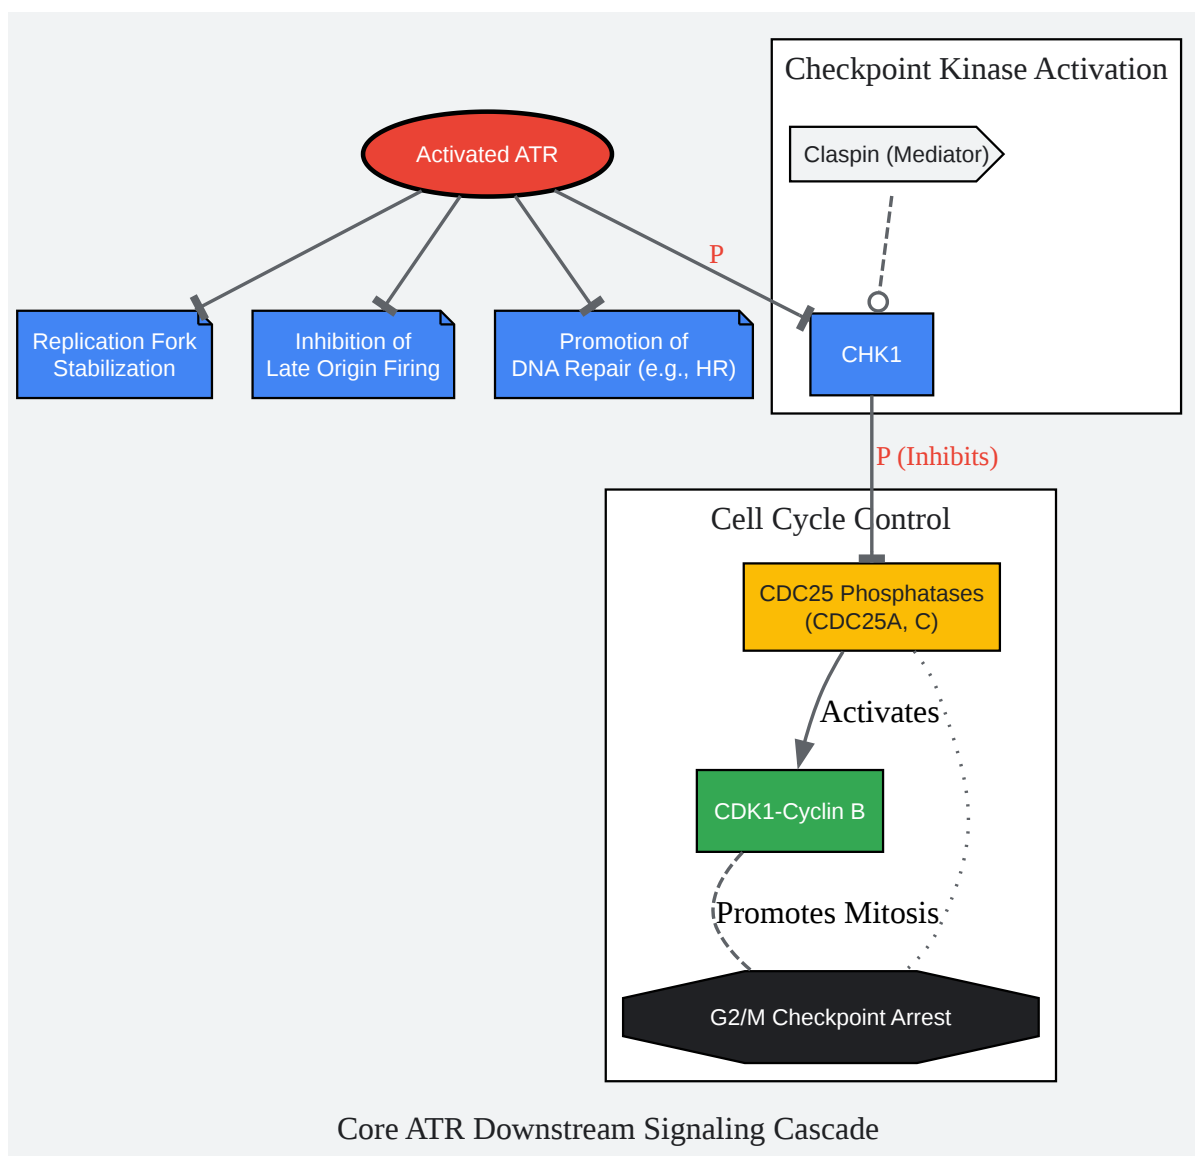 Checkpoint Kinase Activation
Activated ATR
Claspin (Mediator)
P
Replication Fork
Stabilization
Inhibition of
Late Origin Firing
Promotion of
DNA Repair (e.g., HR)
CHK1
P (Inhibits)
Cell Cycle Control
CDC25 Phosphatases
(CDC25A, C)
Activates
CDK1-Cyclin B
Promotes Mitosis
G2/M Checkpoint Arrest
Core ATR Downstream Signaling Cascade